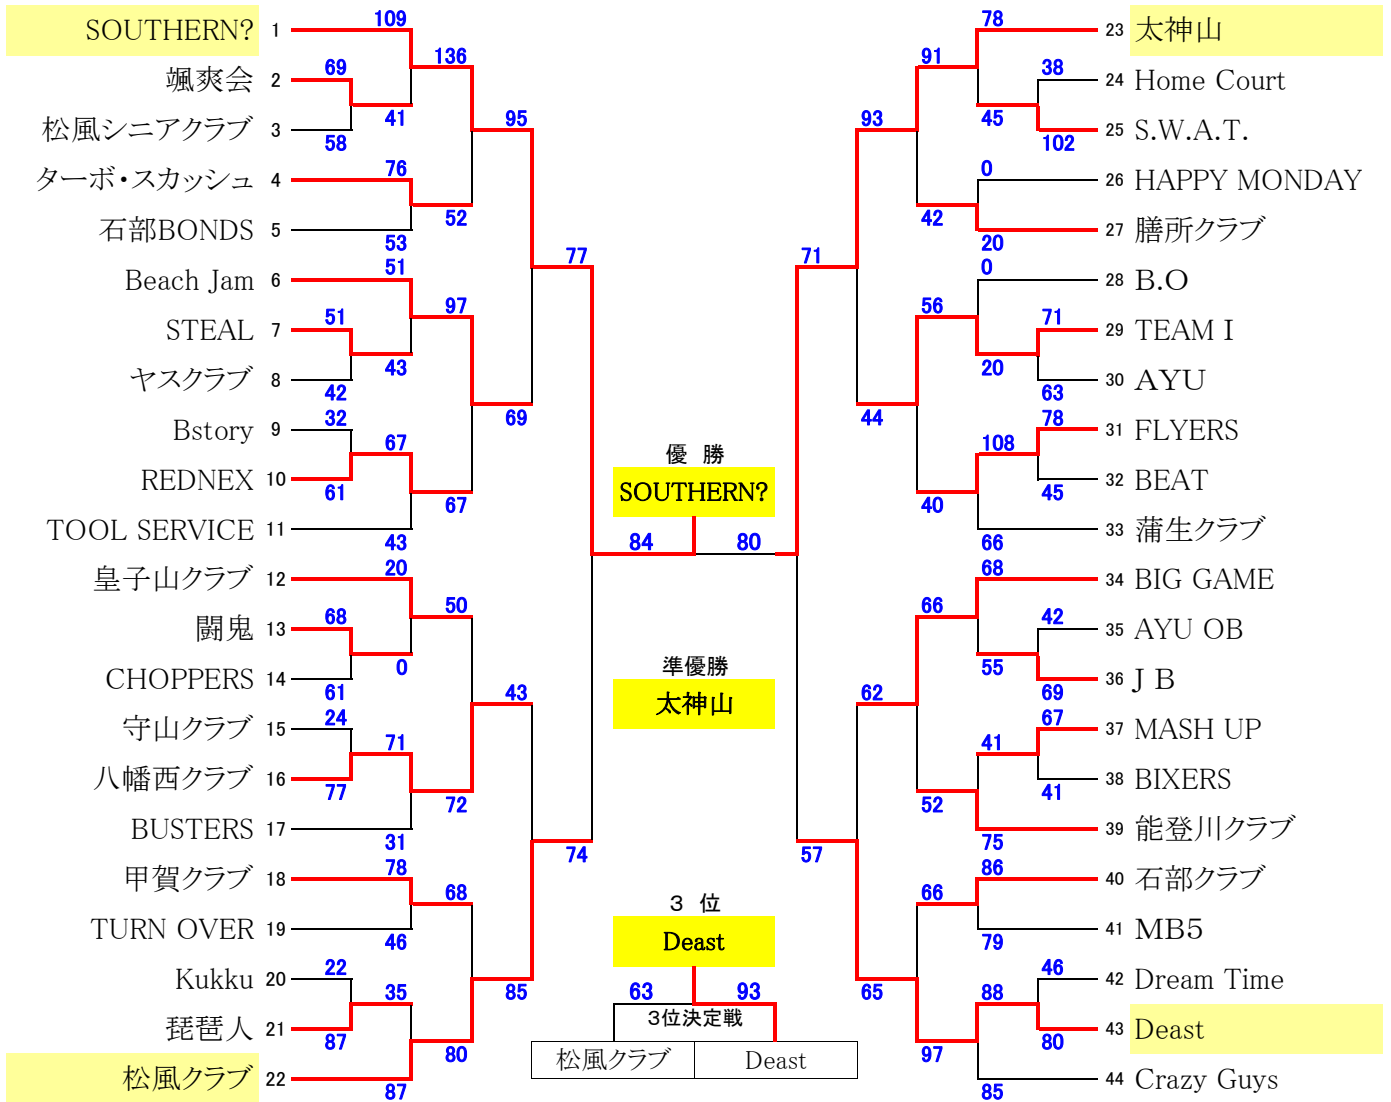 109
SOUTHERN? 1
136
69
颯爽会 2
41
松風シニアクラブ 3
58
95
ターボ・スカッシュ 4
76
52
石部BONDS 5
53
51
Beach Jam 6
97
51
STEAL 7
43
ヤスクラブ 8
42
77
69
32
Bstory 9
67
REDNEX 10
61
67
TOOL SERVICE 11
43
20
皇子山クラブ 12
50
68
闘鬼 13
0
CHOPPERS 14
61
43
24
守山クラブ 15
71
八幡西クラブ 16
77
72
BUSTERS 17
31
74
78
甲賀クラブ 18
68
TURN OVER 19
46
85
22
Kukku 20
35
琵琶人 21
87
80
松風クラブ 22
87
優 勝
SOUTHERN?
84 80
準優勝
太神山
3 位
Deast
63 93
3位決定戦
松風クラブ Deast
78
23 太神山
91
38
24 Home Court
45
25 S.W.A.T.
102
93
0
26 HAPPY MONDAY
42
27 膳所クラブ
20
71
0
28 B.O
56
71
29 TEAM I
20
30 AYU
63
44
78
31 FLYERS
108
32 BEAT
45
40
33 蒲生クラブ
66
68
34 BIG GAME
66
42
35 AYU OB
55
36 J B
69
62
67
37 MASH UP
41
38 BIXERS
41
52
39 能登川クラブ
75
57
86
40 石部クラブ
66
41 MB5
79
65
46
42 Dream Time
88
43 Deast
80
97
44 Crazy Guys
85